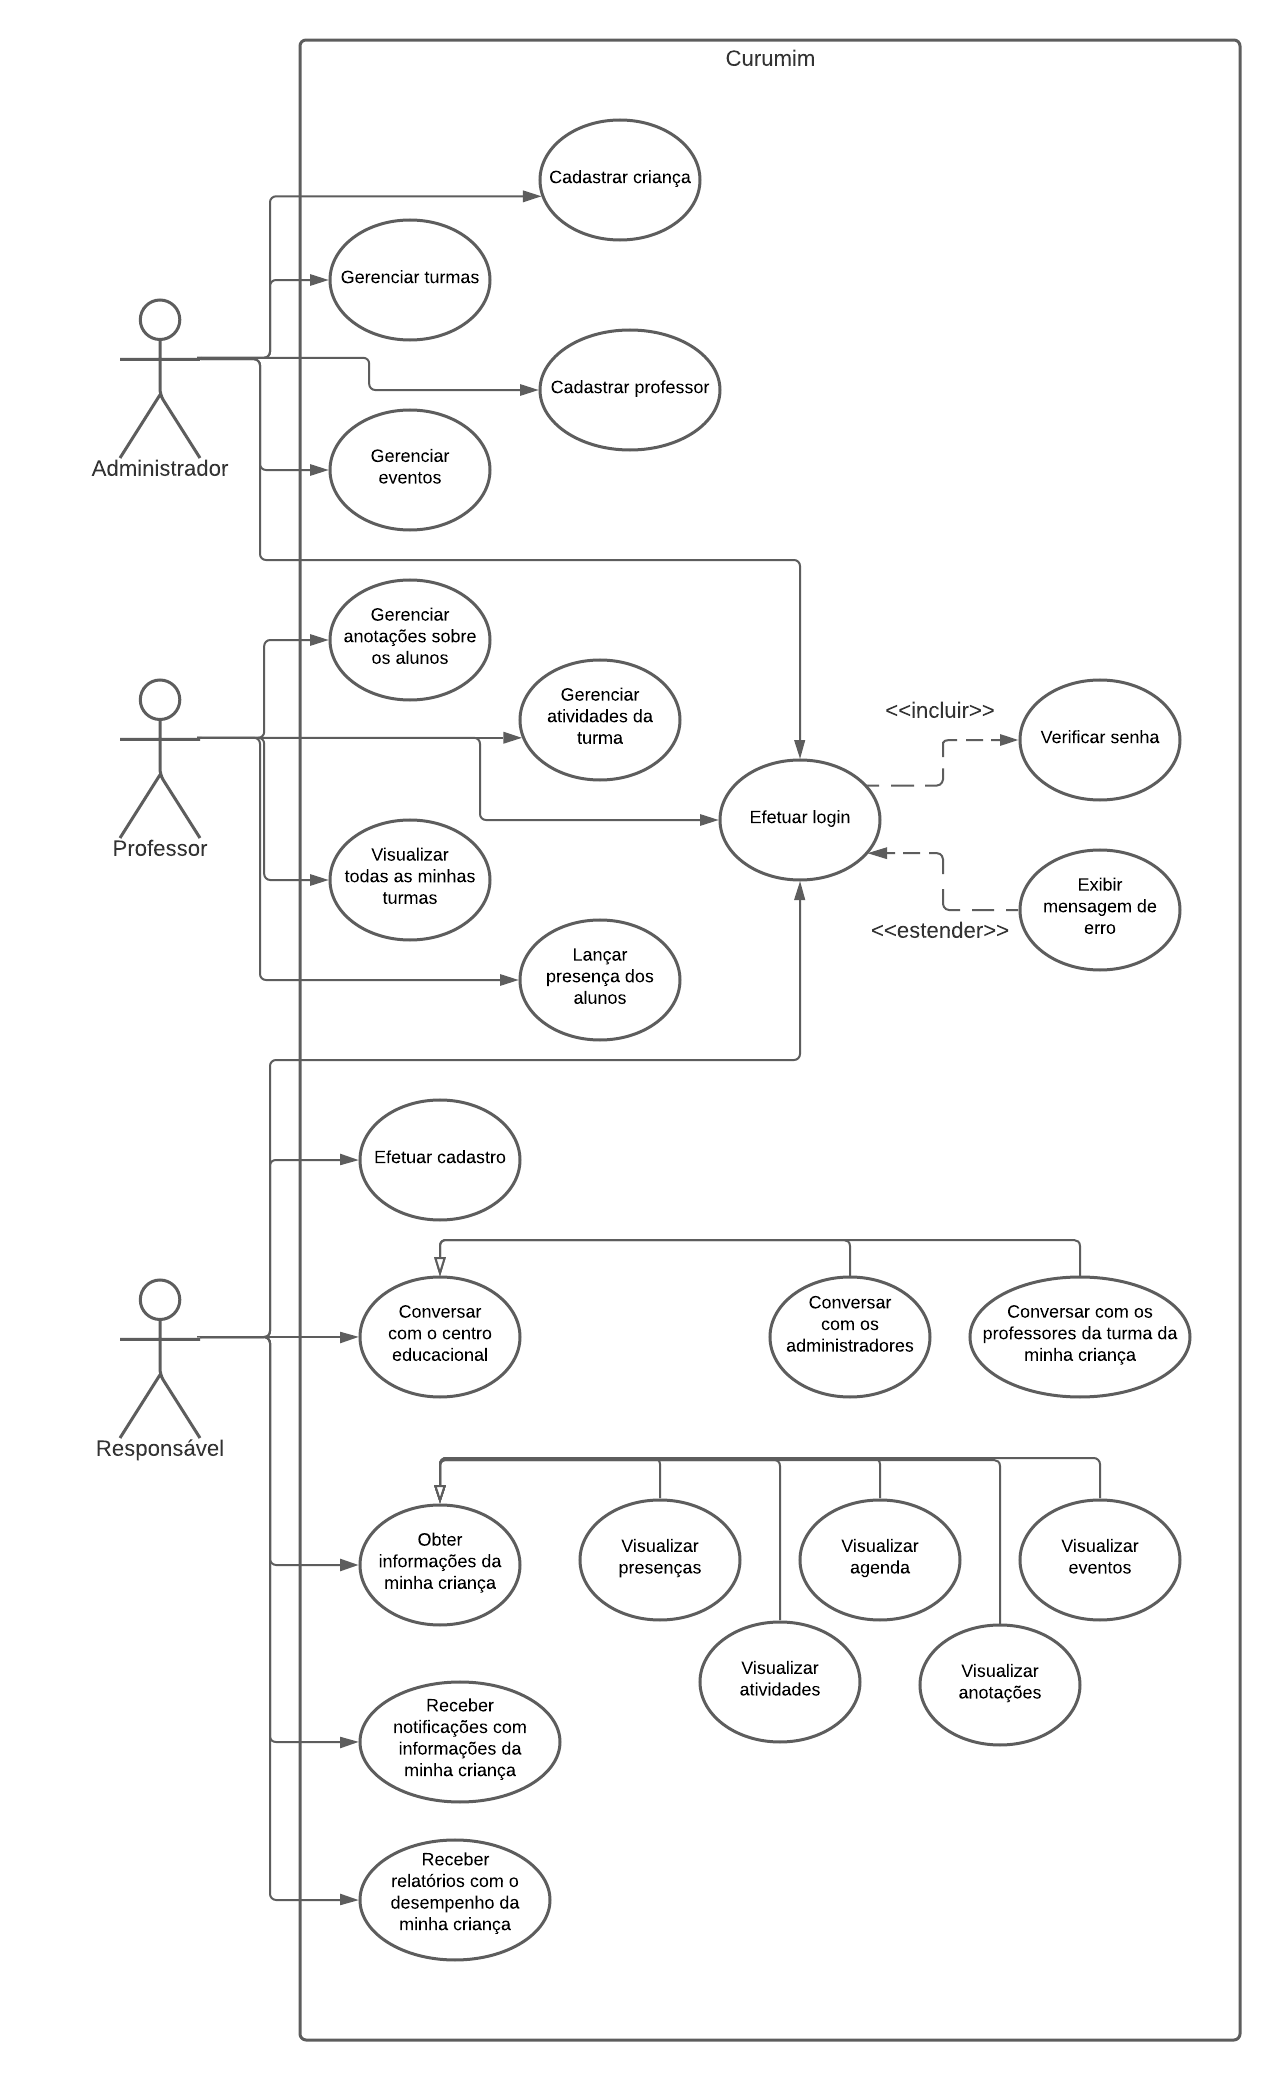 Curumim
Cadastrar criança
Gerenciar turmas
Cadastrar professor
Gerenciar
eventos
Administrador
Gerenciar
anotações sobre
os alunos
Gerenciar
atividades da
turma
<<incluir>>
Verificar senha
Efetuar login
Professor
Visualizar
todas as minhas
turmas
Exibir
mensagem de
erro
<<estender>>
Lançar
presença dos
alunos
Efetuar cadastro
Conversar
com o centro
educacional
Conversar
com os
administradores
Conversar com os
professores da turma da
minha criança
Responsável
Obter
informações da
minha criança
Visualizar
presenças
Visualizar
agenda
Visualizar
eventos
Visualizar
atividades
Visualizar
anotações
Receber
notificações com
informações da
minha criança
Receber
relatórios com o
desempenho da
minha criança